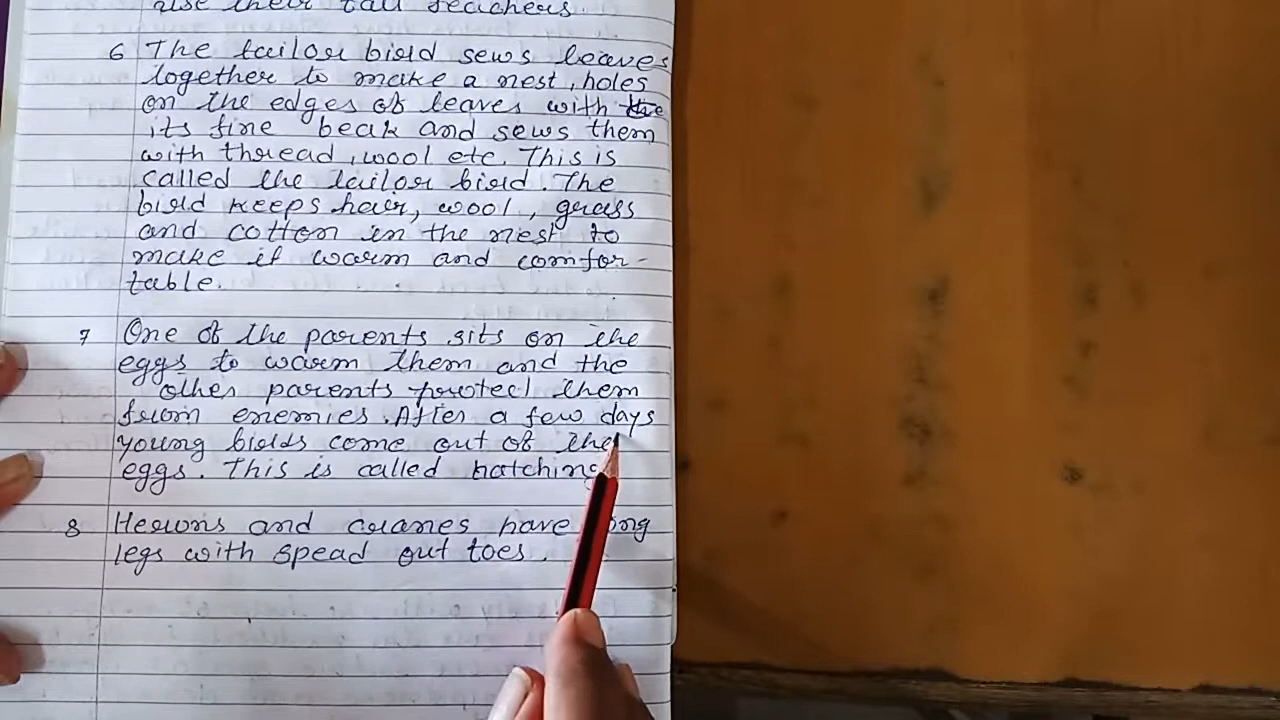 use their tail feachers.
6 The tailor bird sews leaves
together to make a nest, holes
on the edges of leaves with the
its fine beak and sews them
with thread, wool etc. This is
called the tailor bird. The
bird keeps hair, wool, grass
and cotton in the nest to
make it warm and comfor-
table.
7 One of the parents sits on the
eggs to warm them and the
other parents protect them
from enemies. After a few days
young birds come out of the
eggs. This is called hatching
8 Herons and cranes have long
legs with spead out toes.